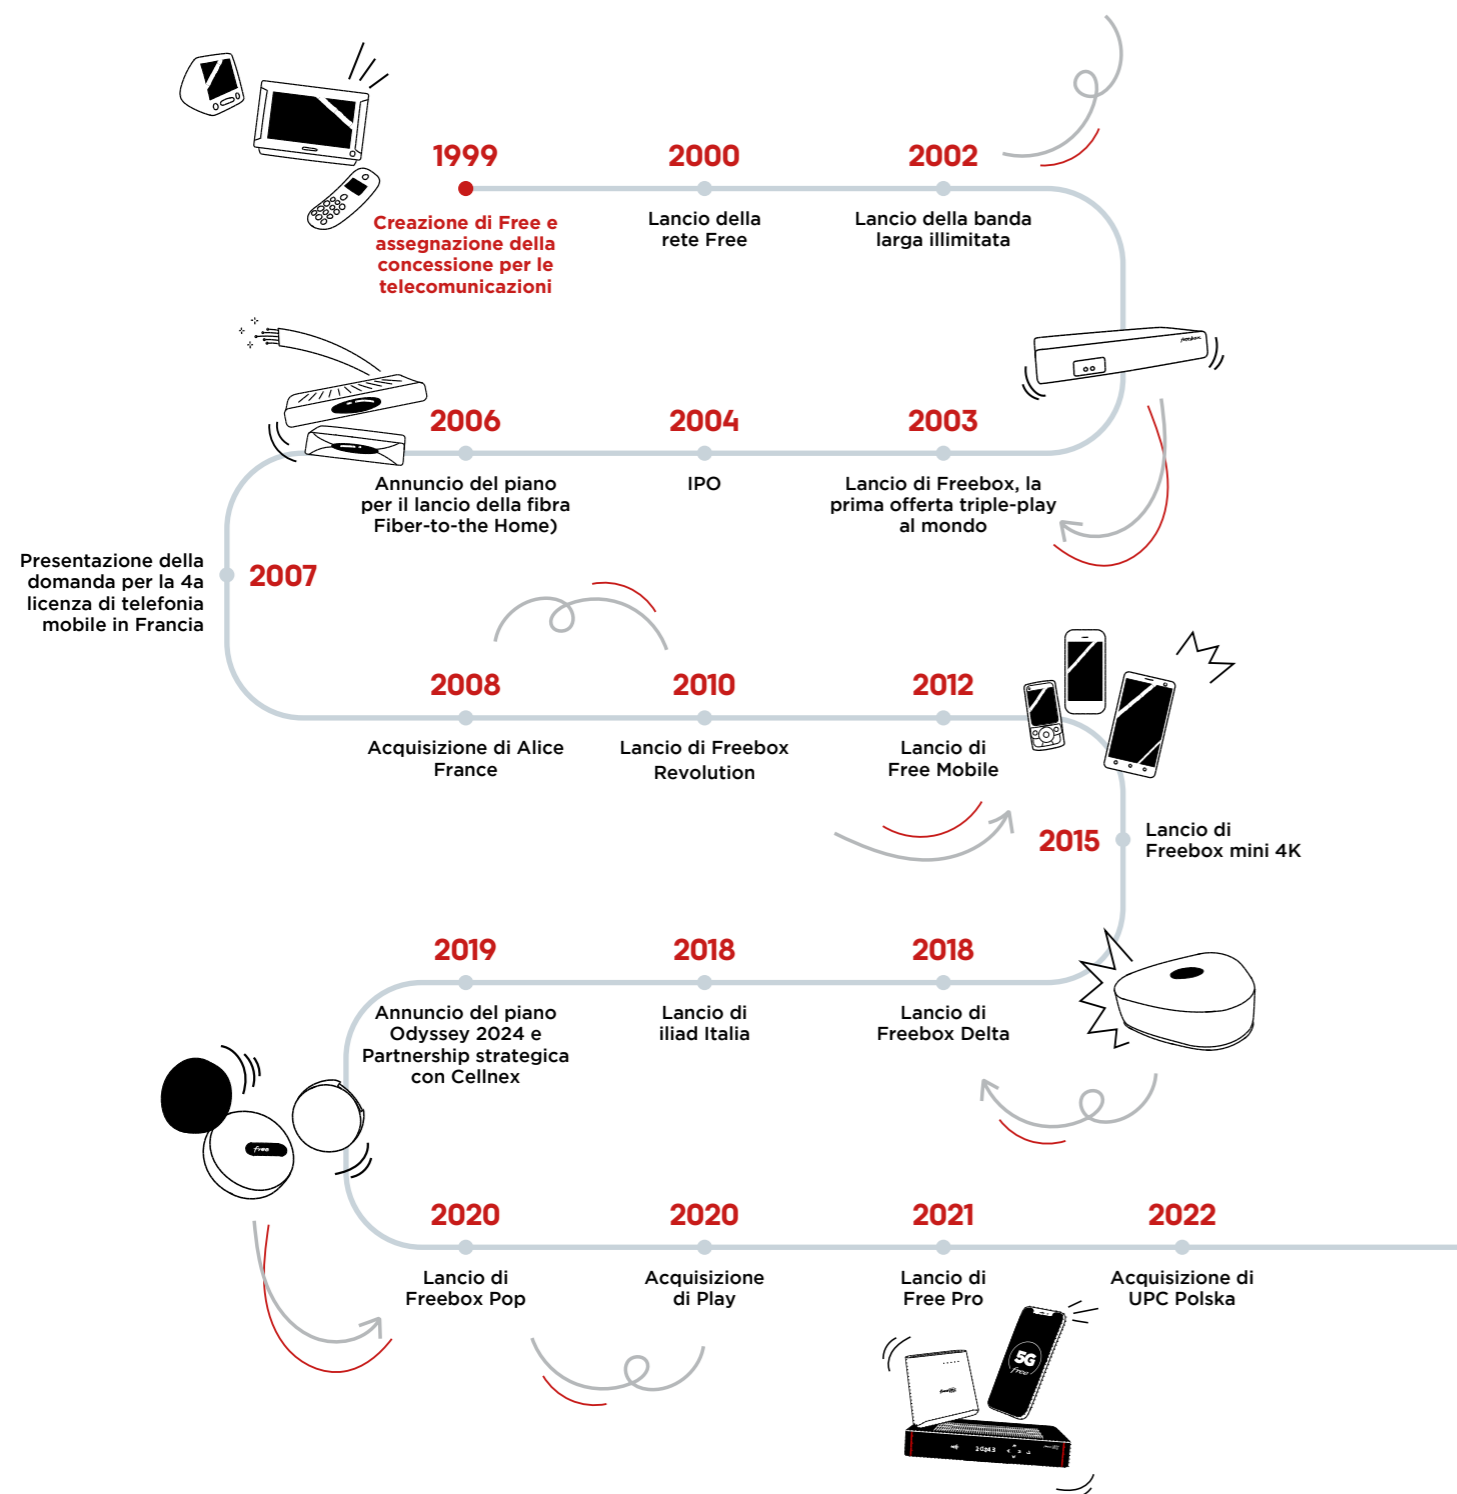 1999
Creazione di Free e
assegnazione della
concessione per le
telecomunicazioni
2000
Lancio della
rete Free
2002
Lancio della banda
larga illimitata
2003
Lancio di Freebox, la
prima offerta triple-play
al mondo
2004
IPO
2006
Annuncio del piano
per il lancio della fibra
Fiber-to-the Home)
2007
Presentazione della
domanda per la 4a
licenza di telefonia
mobile in Francia
2008
Acquisizione di Alice
France
2010
Lancio di Freebox
Revolution
2012
Lancio di
Free Mobile
2015
Lancio di
Freebox mini 4K
2018
Lancio di
Freebox Delta
2018
Lancio di
iliad Italia
2019
Annuncio del piano
Odyssey 2024 e
Partnership strategica
con Cellnex
free
2020
Lancio di
Freebox Pop
2020
Acquisizione
di Play
2021
Lancio di
Free Pro
2022
Acquisizione di
UPC Polska
5G
free